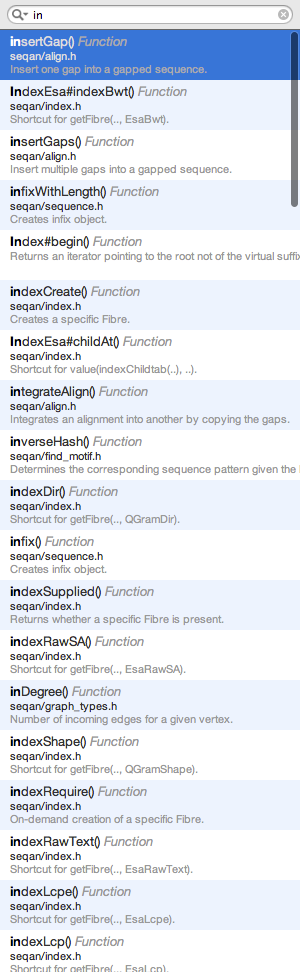 in
insertGap() Function
seqan/align.h
Insert one gap into a gapped sequence.
IndexEsa#indexBwt() Function
seqan/index.h
Shortcut for getFibre(.., EsaBwt).
insertGaps() Function
seqan/align.h
Insert multiple gaps into a gapped sequence.
infixWithLength() Function
seqan/sequence.h
Creates infix object.
Index#begin() Function
Returns an iterator pointing to the root not of the virtual suffix
indexCreate() Function
seqan/index.h
Creates a specific Fibre.
IndexEsa#childAt() Function
seqan/index.h
Shortcut for value(indexChildtab(..), ..).
integrateAlign() Function
seqan/align.h
Integrates an alignment into another by copying the gaps.
inverseHash() Function
seqan/find_motif.h
Determines the corresponding sequence pattern given the
indexDir() Function
seqan/index.h
Shortcut for getFibre(.., QGramDir).
infix() Function
seqan/sequence.h
Creates infix object.
indexSupplied() Function
seqan/index.h
Returns whether a specific Fibre is present.
indexRawSA() Function
seqan/index.h
Shortcut for getFibre(.., EsaRawSA).
inDegree() Function
seqan/graph_types.h
Number of incoming edges for a given vertex.
indexShape() Function
seqan/index.h
Shortcut for getFibre(.., QGramShape).
indexRequire() Function
seqan/index.h
On-demand creation of a specific Fibre.
indexRawText() Function
seqan/index.h
Shortcut for getFibre(.., EsaRawText).
indexLcpe() Function
seqan/index.h
Shortcut for getFibre(.., EsaLcpe).
indexLcp() Function
seqan/index.h
Shortcut for getFibre(.., EsaLcp).